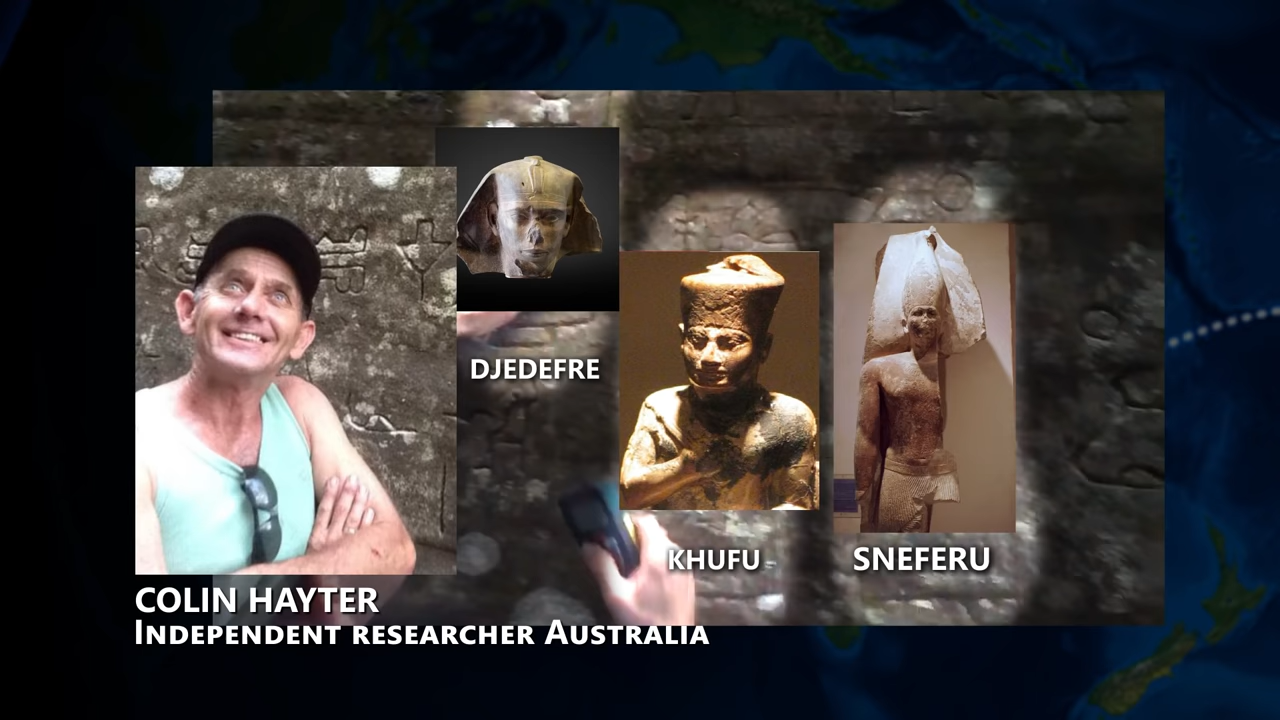 DJEDEFRE
KHUFU
SNEFERU
COLIN HAYTER
INDEPENDENT RESEARCHER AUSTRALIA